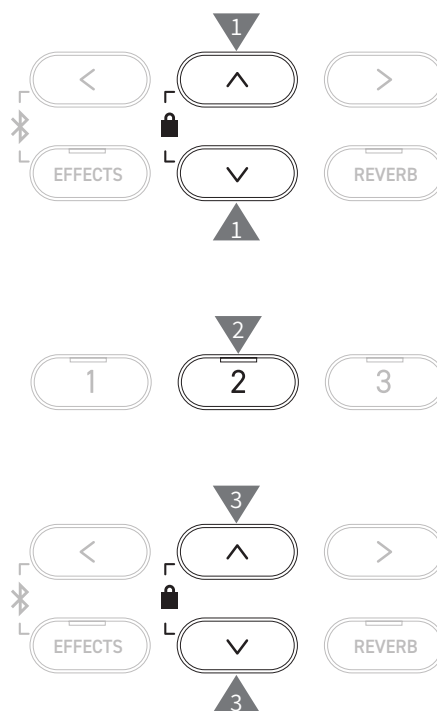 1
< ∧ >
EFFECTS ∨ REVERB
1
2
1 2 3
3
< ∧ >
EFFECTS ∨ REVERB
3